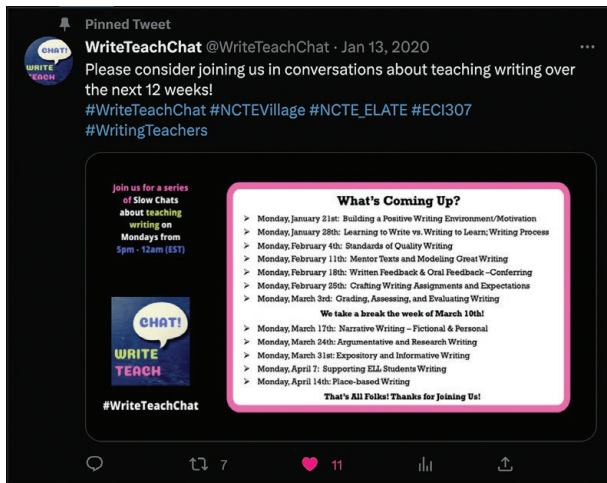 Pinned Tweet
WriteTeachChat @WriteTeachChat · Jan 13, 2020
Please consider joining us in conversations about teaching writing over
the next 12 weeks!
#WriteTeachChat #NCTEVillage #NCTE_ELATE #ECI307
#WritingTeachers
CHAT!
WRITE
TEACH
Join us for a series
of Slow Chats
about teaching
writing on
Mondays from
5pm - 12am (EST)
CHAT!
WRITE
TEACH
#WriteTeachChat
What's Coming Up?
➢ Monday, January 21st: Building a Positive Writing Environment/Motivation
➢ Monday, January 28th: Learning to Write vs. Writing to Learn; Writing Process
➢ Monday, February 4th: Standards of Quality Writing
➢ Monday, February 11th: Mentor Texts and Modeling Great Writing
➢ Monday, February 18th: Written Feedback & Oral Feedback –Conferring
➢ Monday, February 25th: Crafting Writing Assignments and Expectations
➢ Monday, March 3rd: Grading, Assessing, and Evaluating Writing
We take a break the week of March 10th!
➢ Monday, March 17th: Narrative Writing – Fictional & Personal
➢ Monday, March 24th: Argumentative and Research Writing
➢ Monday, March 31st: Expository and Informative Writing
➢ Monday, April 7: Supporting ELL Students Writing
➢ Monday, April 14th: Place-based Writing
That's All Folks! Thanks for Joining Us!
7
11